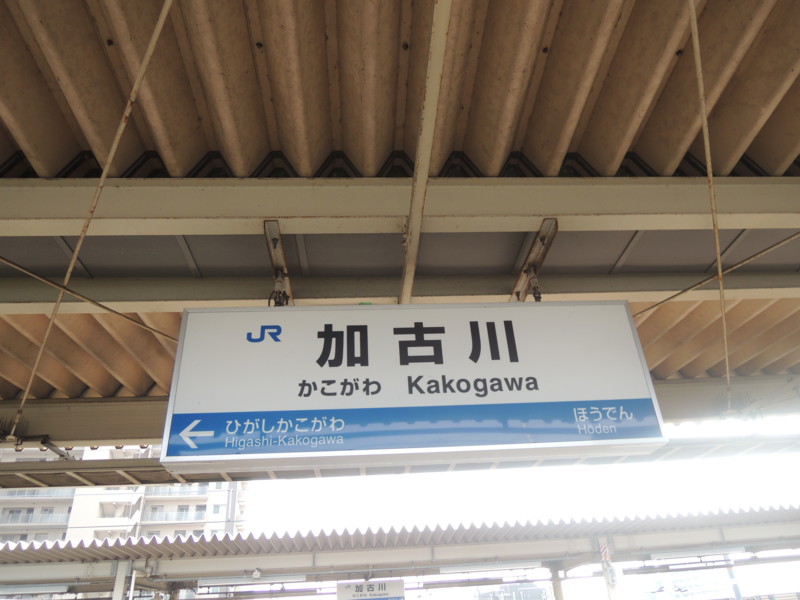 JR 加古川
かこがわ Kakogawa
ひがしかこがわ ほうでん
Higashi-Kakogawa Hōden
JR 加古川